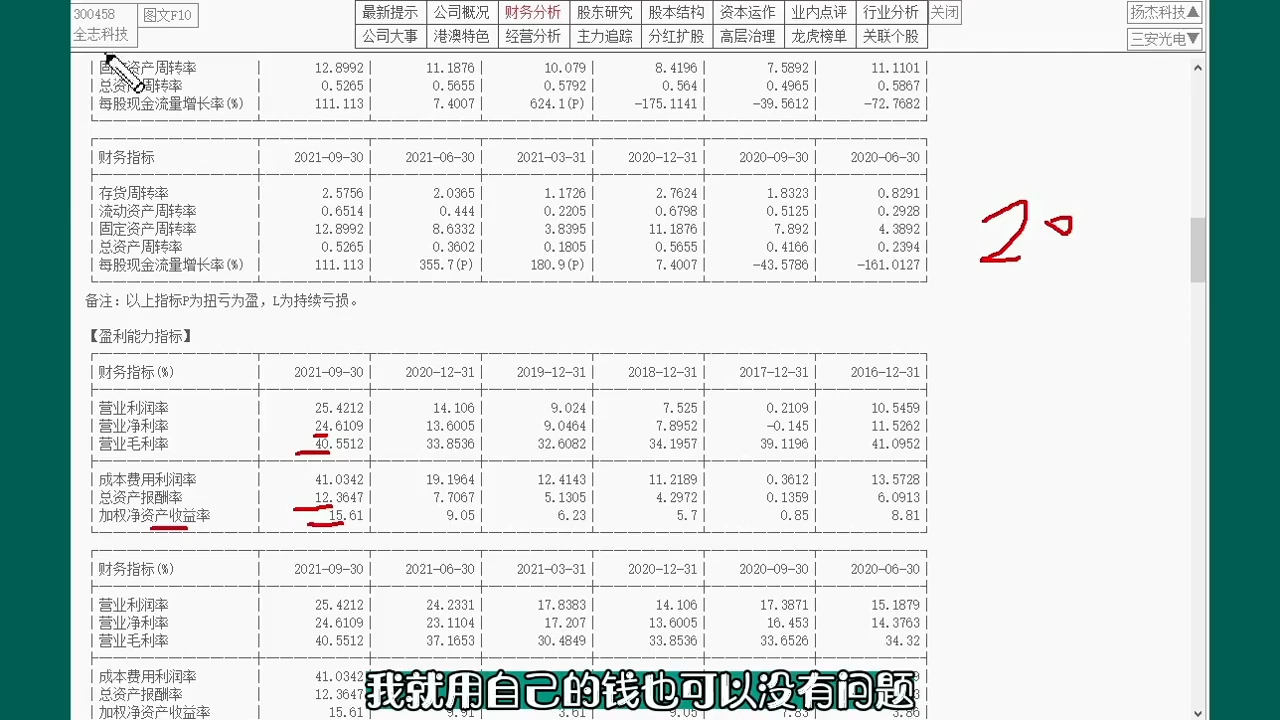 300458 图文F10 最新提示 公司概况 财务分析 股东研究 股本结构 资本运作 业内点评 行业分析 关闭 扬杰科技▲
全志科技 公司大事 港澳特色 经营分析 主力追踪 分红扩股 高层治理 龙虎榜单 关联个股 三安光电▼
固定资产周转率 12.8992 11.1876 10.079 8.4196 7.5892 11.1101
总资产周转率 0.5265 0.5655 0.5792 0.564 0.4965 0.5867
每股现金流量增长率(%) 111.113 7.4007 624.1(P) -175.1141 -39.5612 -72.7682
财务指标 2021-09-30 2021-06-30 2021-03-31 2020-12-31 2020-09-30 2020-06-30
存货周转率 2.5756 2.0365 1.1726 2.7624 1.8323 0.8291
流动资产周转率 0.6514 0.444 0.2205 0.6798 0.5125 0.2928
固定资产周转率 12.8992 8.6332 3.8395 11.1876 7.892 4.3892
总资产周转率 0.5265 0.3602 0.1805 0.5655 0.4166 0.2394
每股现金流量增长率(%) 111.113 355.7(P) 180.9(P) 7.4007 -43.5786 -161.0127
20
备注：以上指标P为扭亏为盈，L为持续亏损。
【盈利能力指标】
财务指标(%) 2021-09-30 2020-12-31 2019-12-31 2018-12-31 2017-12-31 2016-12-31
营业利润率 25.4212 14.106 9.024 7.525 0.2109 10.5459
营业净利率 24.6109 13.6005 9.0464 7.8952 -0.145 11.5262
营业毛利率 40.5512 33.8536 32.6082 34.1957 39.1196 41.0952
成本费用利润率 41.0342 19.1964 12.4143 11.2189 0.3612 13.5728
总资产报酬率 12.3647 7.7067 5.1305 4.2972 0.1359 6.0913
加权净资产收益率 15.61 9.05 6.23 5.7 0.85 8.81
财务指标(%) 2021-09-30 2021-06-30 2021-03-31 2020-12-31 2020-09-30 2020-06-30
营业利润率 25.4212 24.2331 17.8383 14.106 17.3871 15.1879
营业净利率 24.6109 23.1104 17.207 13.6005 16.453 14.3763
营业毛利率 40.5512 37.1653 30.4849 33.8536 33.6526 34.32
成本费用利润率 41.0342
总资产报酬率 12.3647
加权净资产收益率 15.61 9.91 3.61 9.05 7.83 3.86
我就用自己的钱也可以没有问题